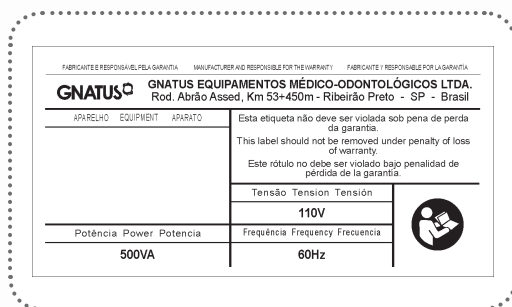 FABRICANTE E RESPONSÁVEL PELA GARANTIA MANUFACTURER AND RESPONSIBLE FOR THE WARRANTY FABRICANTE Y RESPONSABLE POR LA GARANTÍA
GNATUS
GNATUS EQUIPAMENTOS MÉDICO-ODONTOLÓGICOS LTDA.
Rod. Abrão Assed, Km 53+450m - Ribeirão Preto - SP - Brasil
APARELHO EQUIPMENT APARATO
Esta etiqueta não deve ser violada sob pena de perda
da garantia.
This label should not be removed under penalty of loss
of warranty.
Este rótulo no debe ser violado bajo penalidad de
pérdida de la garantía.
Tensão Tension Tensión
110V
Potência Power Potencia
500VA
Frequência Frequency Frecuencia
60Hz